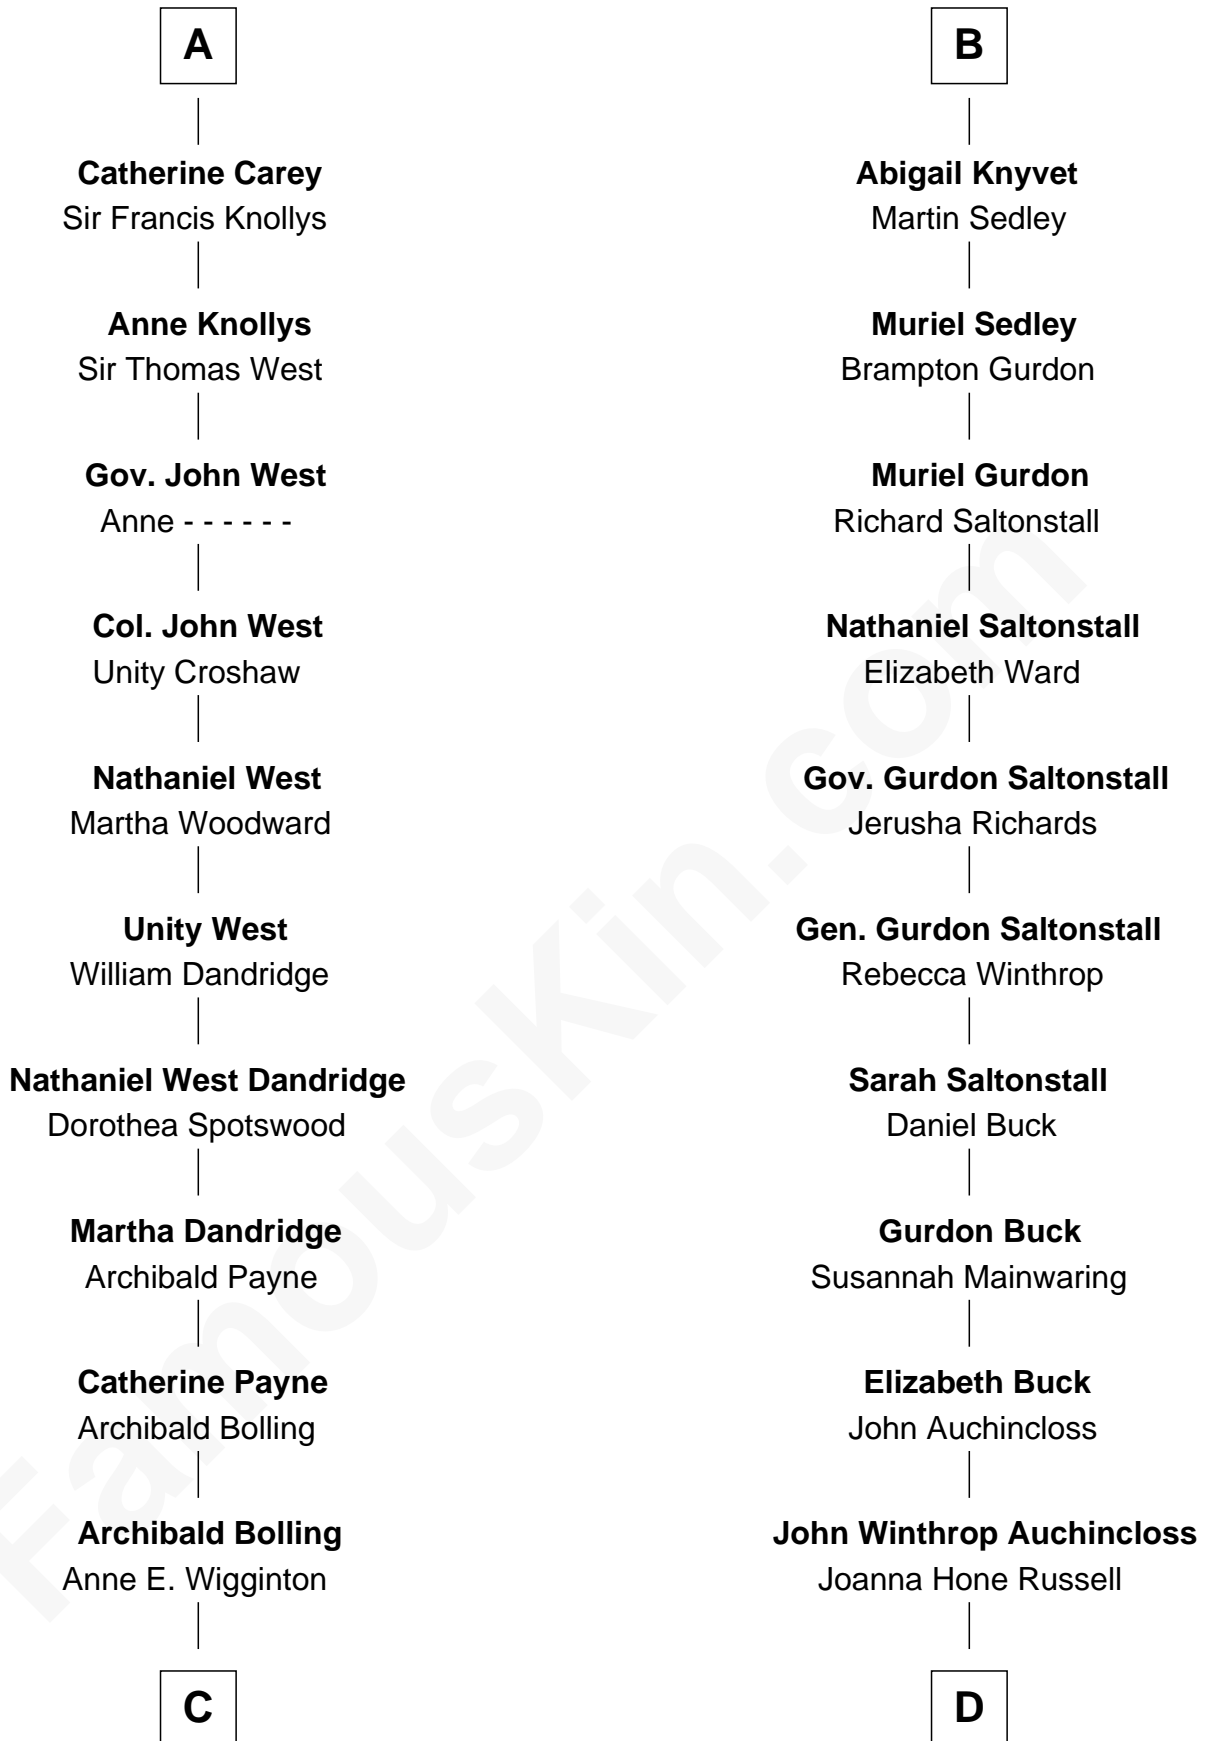 A
Catherine Carey
Sir Francis Knollys
Anne Knollys
Sir Thomas West
Gov. John West
Anne - - - - - -
Col. John West
Unity Croshaw
Nathaniel West
Martha Woodward
Unity West
William Dandridge
Nathaniel West Dandridge
Dorothea Spotswood
Martha Dandridge
Archibald Payne
Catherine Payne
Archibald Bolling
Archibald Bolling
Anne E. Wigginton
C
B
Abigail Knyvet
Martin Sedley
Muriel Sedley
Brampton Gurdon
Muriel Gurdon
Richard Saltonstall
Nathaniel Saltonstall
Elizabeth Ward
Gov. Gurdon Saltonstall
Jerusha Richards
Gen. Gurdon Saltonstall
Rebecca Winthrop
Sarah Saltonstall
Daniel Buck
Gurdon Buck
Susannah Mainwaring
Elizabeth Buck
John Auchincloss
John Winthrop Auchincloss
Joanna Hone Russell
D
FamousKin.com